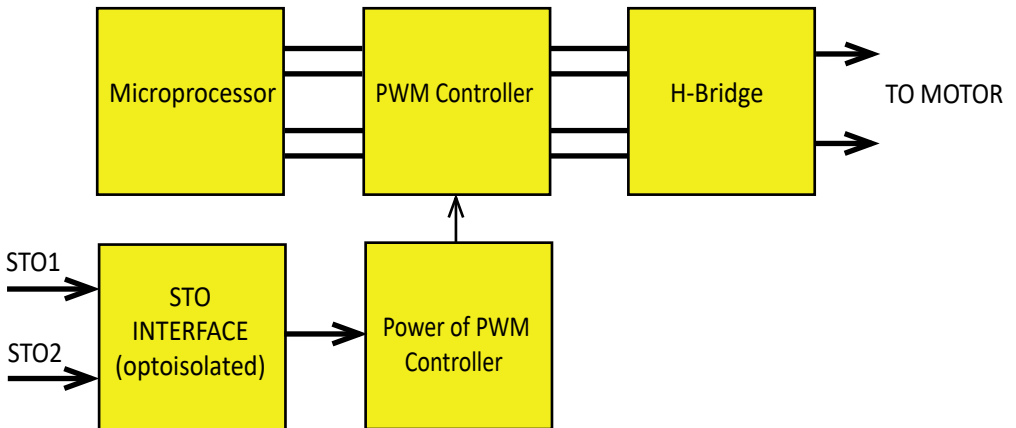 Microprocessor
PWM Controller
H-Bridge
TO MOTOR
STO1
STO2
STO
INTERFACE
(optoisolated)
Power of PWM
Controller